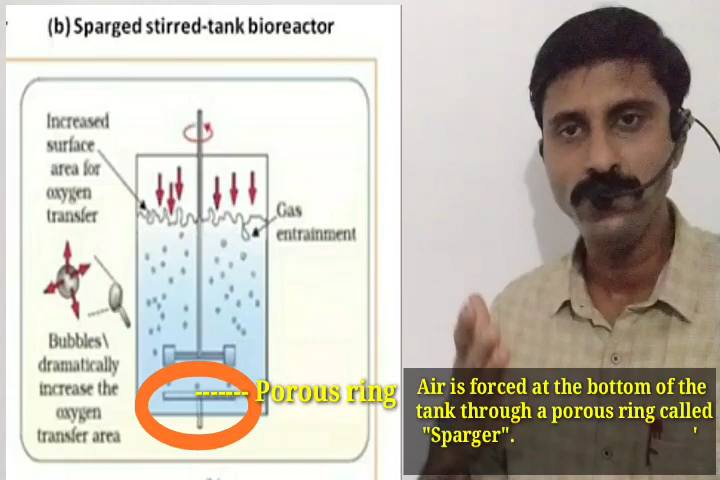 (b) Sparged stirred-tank bioreactor
Increased
surface
area for
oxygen
transfer
Gas
entrainment
Bubbles\
dramatically
increase the
oxygen
transfer area
------- Porous ring
Air is forced at the bottom of the
tank through a porous ring called
"Sparger". '